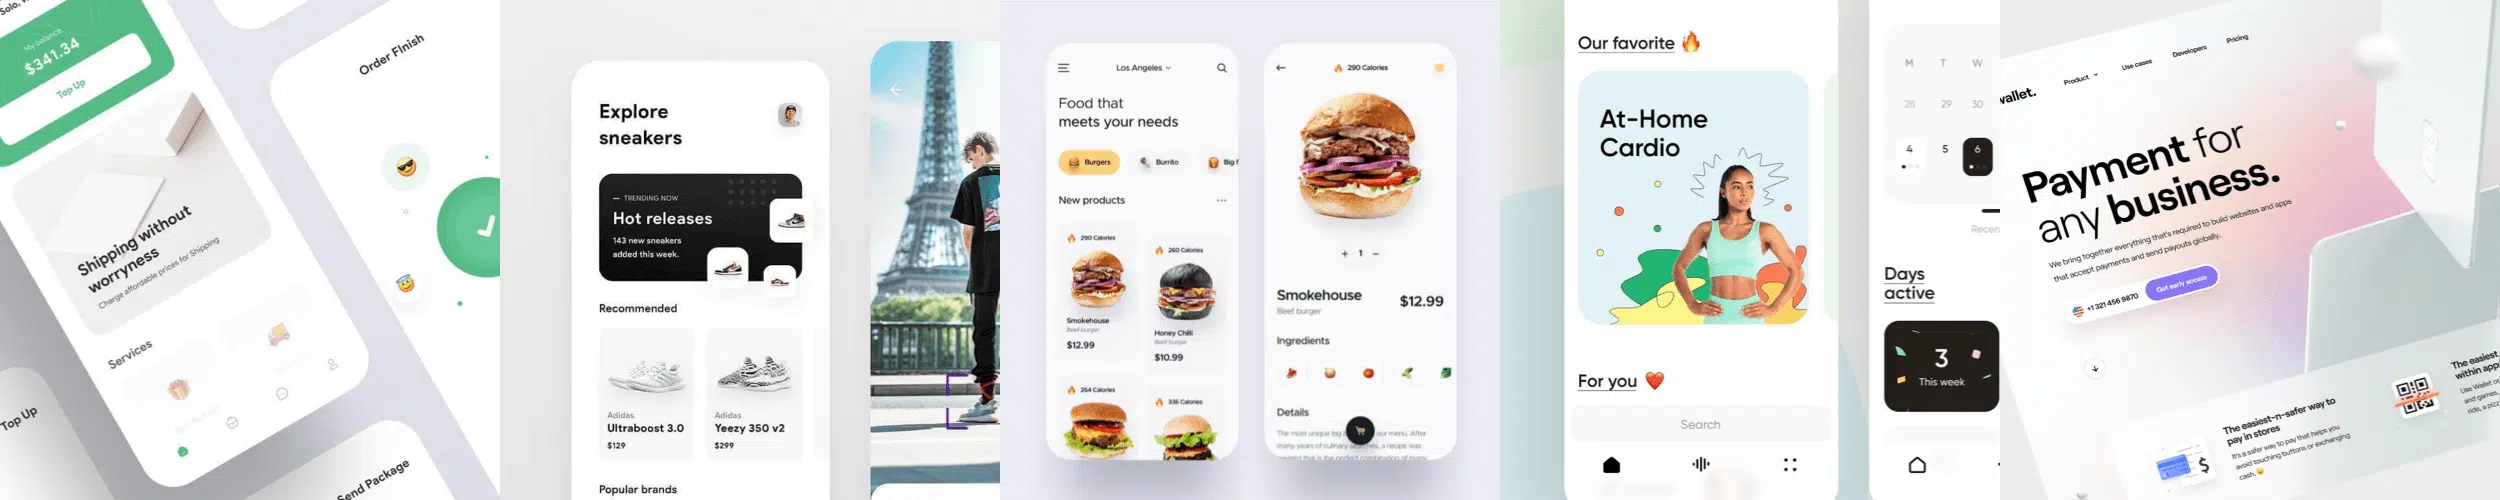 Solo,
My balance
$341.34
Top Up
Shipping without
worryness
Charge affordable prices for Shipping
Services
Top Up
Order FInish
Send Package
Explore
sneakers
— TRENDING NOW
Hot releases
143 new sneakers
added this week.
Recommended
Adidas
Ultraboost 3.0
$129
Adidas
Yeezy 350 v2
$299
Popular brands
Los Angeles
Food that
meets your needs
Burgers
Burrito
Big f
New products
290 Calories
Smokehouse
Beef burger
$12.99
260 Calories
Honey Chilli
Beef burger
$10.99
264 Calories
336 Calories
290 Calories
+ 1 −
Smokehouse
Beef burger
$12.99
Ingredients
Details
The most unique big our menu. After
many years of culinary searches, a recipe was
created that is the perfect combination of many
Our favorite 🔥
At-Home
Cardio
For you ❤️
Search
M T W
28 29 30
4 5 6
Recen
Days
active
3
This week
wallet.
Product
Use cases
Developers
Pricing
Payment for
any business.
We bring together everything that's required to build websites and apps
that accept payments and send payouts globally.
+1 321 456 9870
Get early access
The easiest-n-safer way to
pay in stores
It's a safer way to pay that helps you
avoid touching buttons or exchanging
cash. 😄
$
The easiest
within app
Use Wallet o
and games,
ride, a pizz